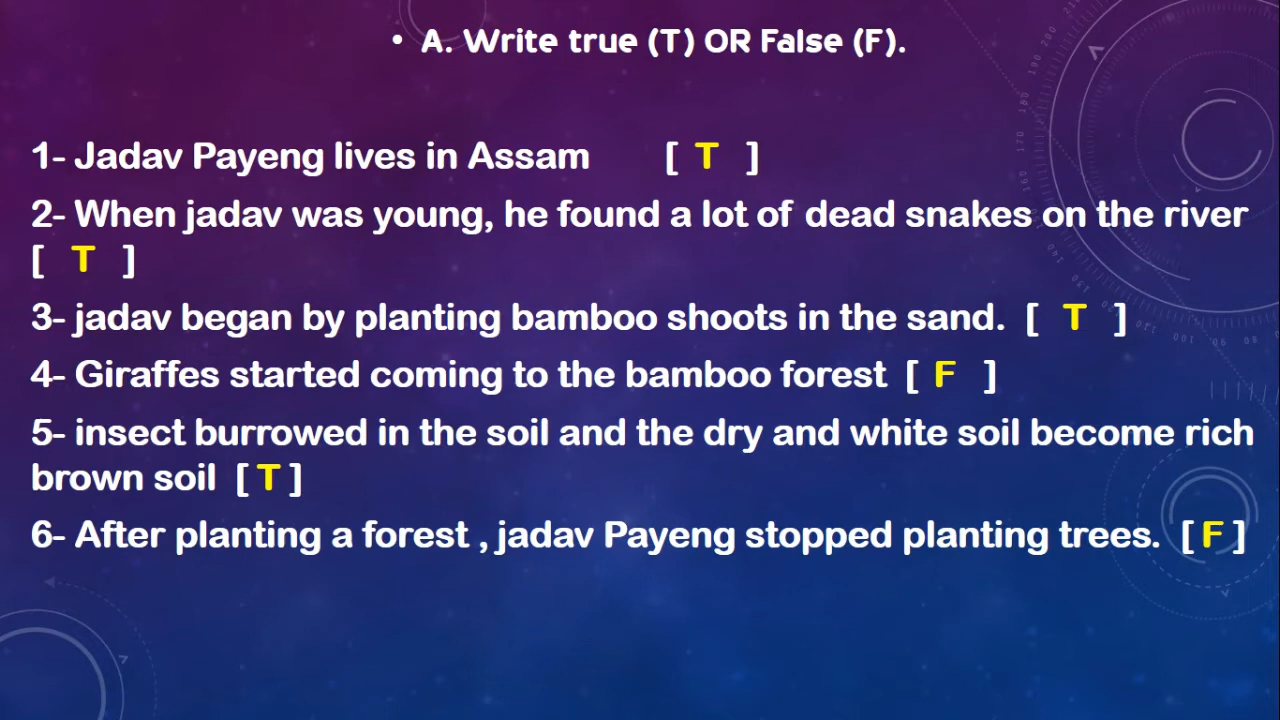 • A. Write true (T) OR False (F).
1- Jadav Payeng lives in Assam [ T ]
2- When jadav was young, he found a lot of dead snakes on the river
[ T ]
3- jadav began by planting bamboo shoots in the sand. [ T ]
4- Giraffes started coming to the bamboo forest [ F ]
5- insect burrowed in the soil and the dry and white soil become rich
brown soil [ T ]
6- After planting a forest , jadav Payeng stopped planting trees. [ F ]